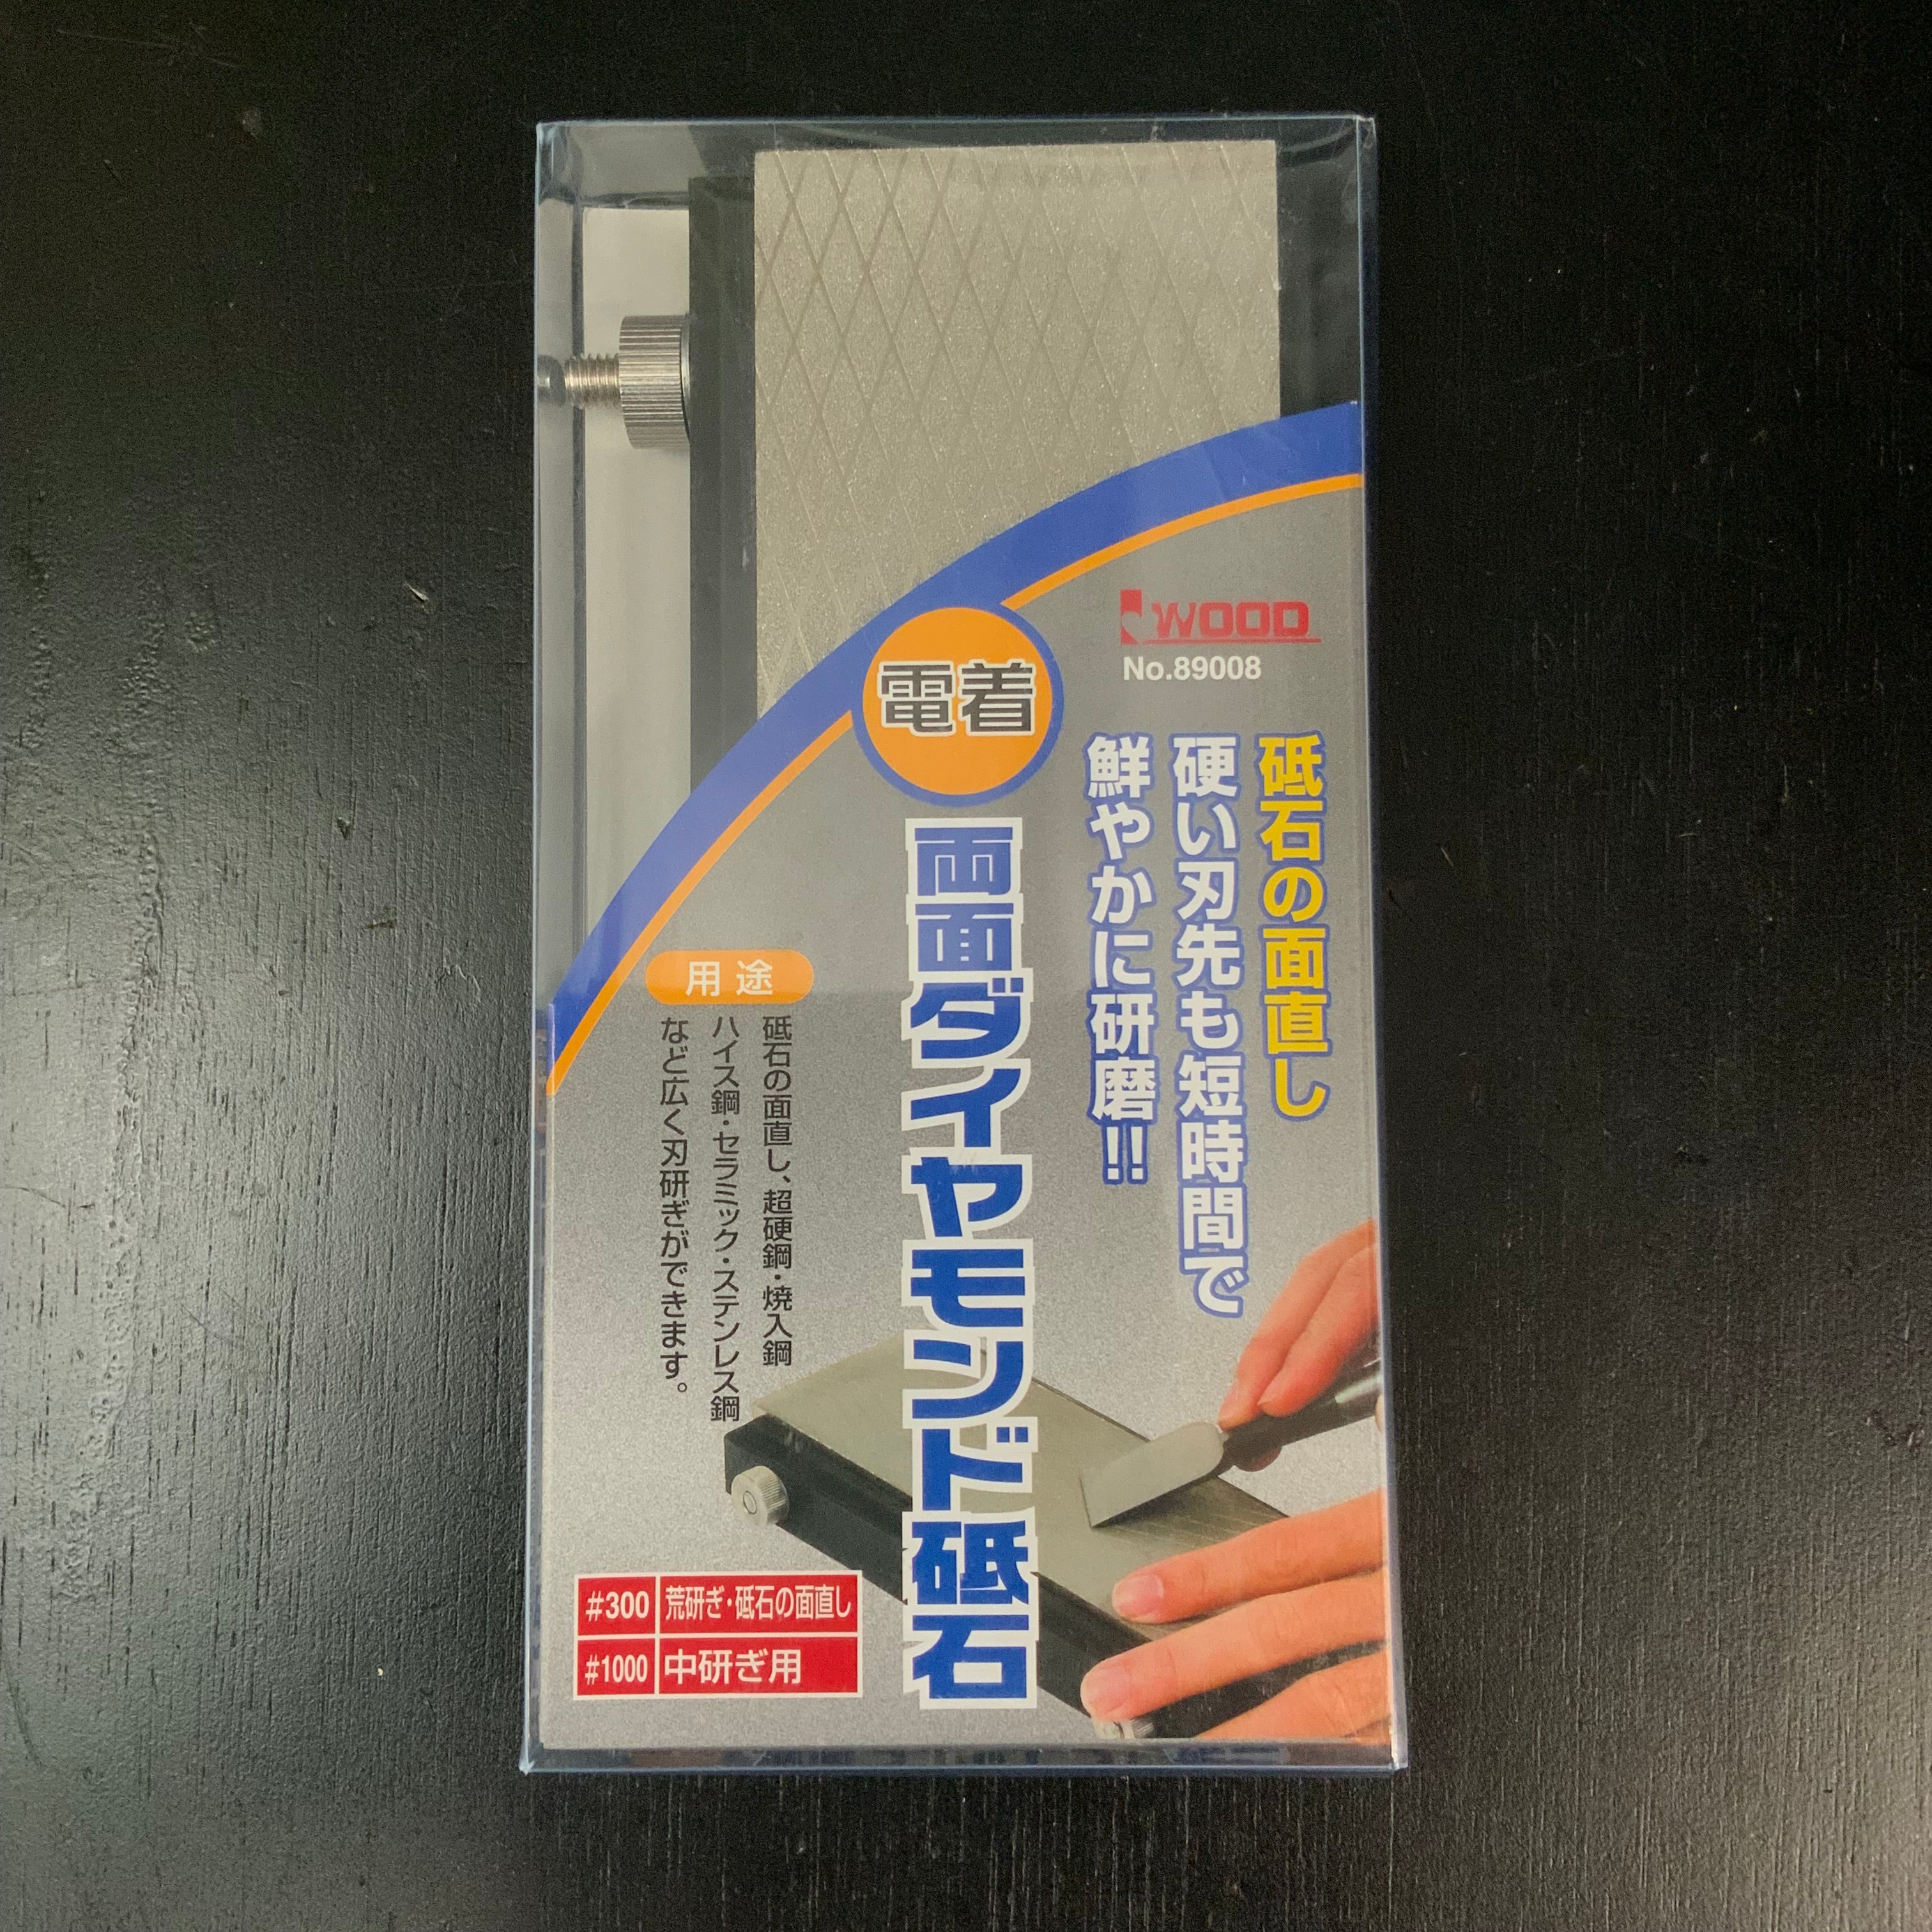 WOOD
No.89008
砥石の面直し
硬い刃先も短時間で
鮮やかに研磨!!
電着
両面ダイヤモンド砥石
用途
砥石の面直し、超硬鋼・焼入鋼
ハイス鋼・セラミック・ステンレス鋼
など広く刃研ぎができます。
#300 荒研ぎ・砥石の面直し
#1000 中研ぎ用